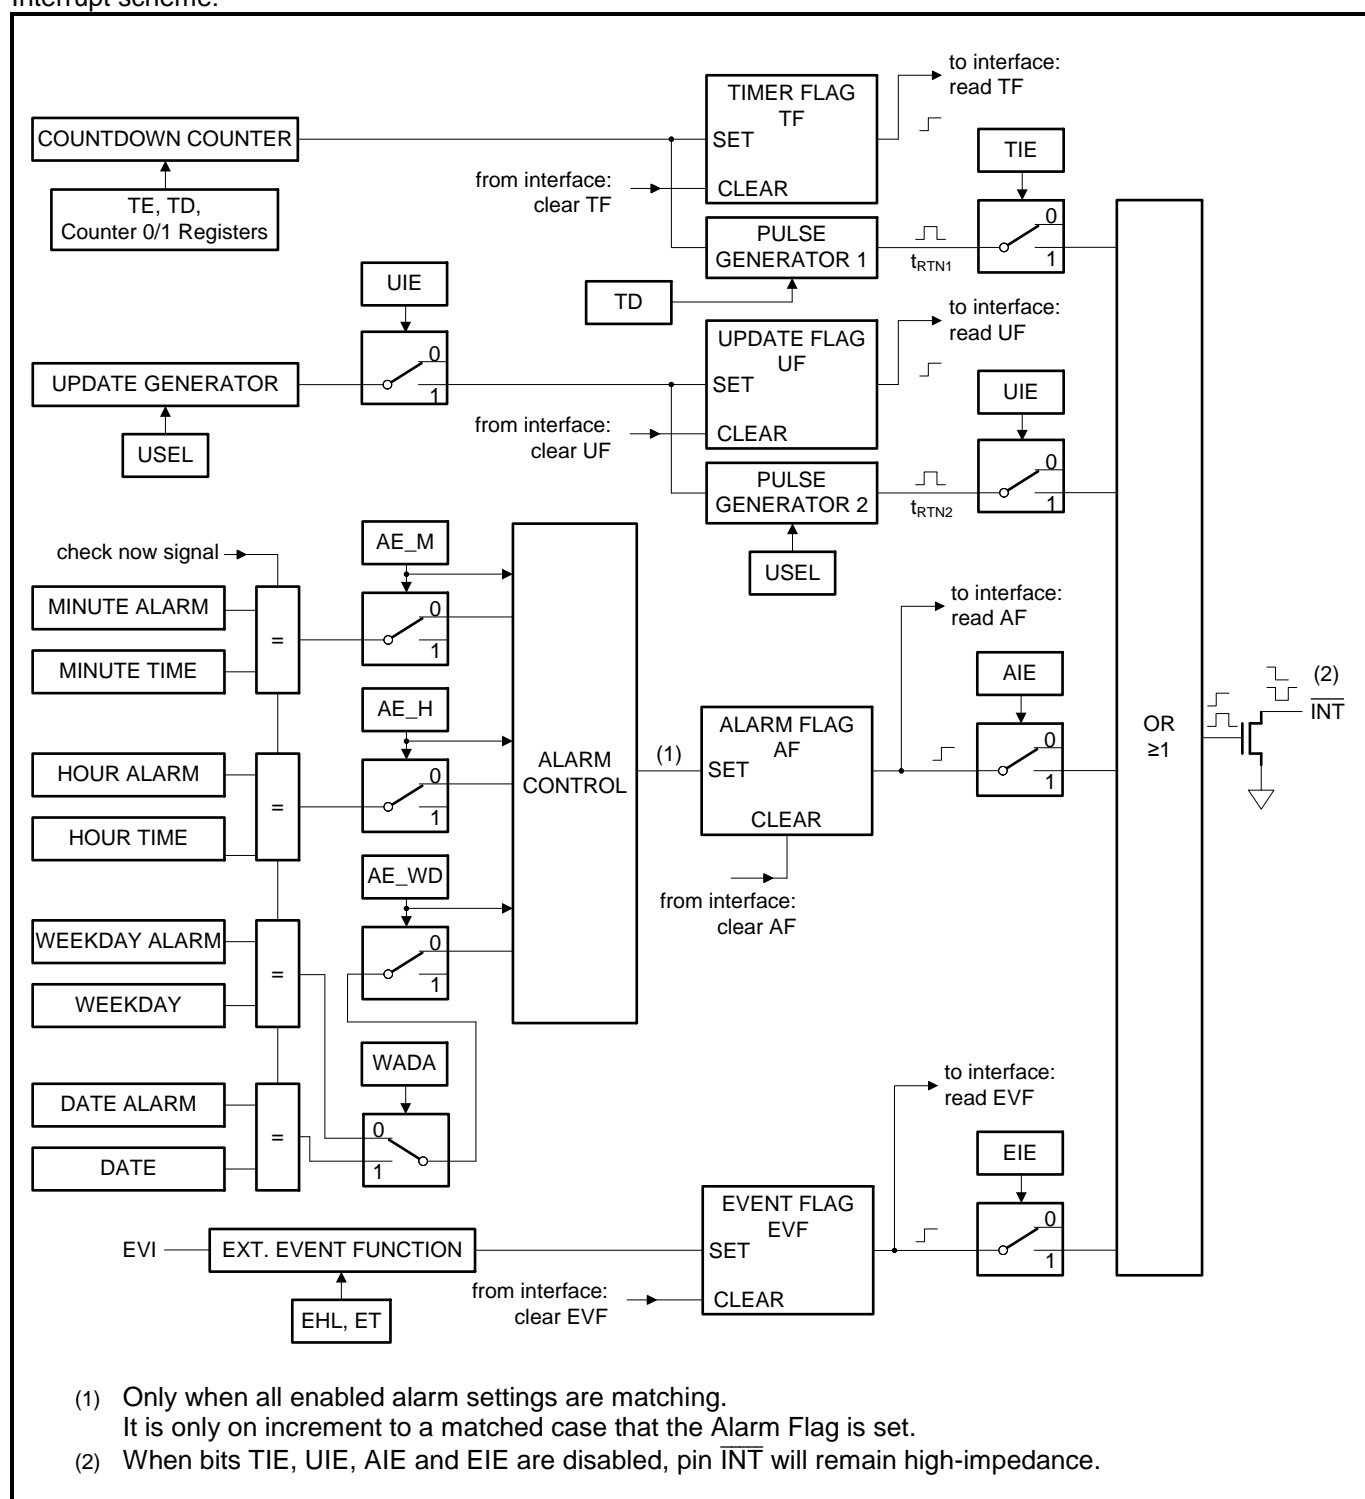 Interrupt scheme:
to interface:
read TF
TIMER FLAG
TF
SET
CLEAR
COUNTDOWN COUNTER
TE, TD,
Counter 0/1 Registers
from interface:
clear TF
TIE
0
1
PULSE
GENERATOR 1
tRTN1
TD
UIE
0
1
to interface:
read UF
UPDATE FLAG
UF
SET
CLEAR
UPDATE GENERATOR
USEL
from interface:
clear UF
UIE
0
1
PULSE
GENERATOR 2
tRTN2
USEL
check now signal
AE_M
0
1
MINUTE ALARM
=
MINUTE TIME
to interface:
read AF
AIE
0
1
AE_H
0
1
HOUR ALARM
=
HOUR TIME
ALARM
CONTROL
(1)
ALARM FLAG
AF
SET
CLEAR
from interface:
clear AF
OR
≥1
(2)
INT
AE_WD
0
1
WEEKDAY ALARM
=
WEEKDAY
WADA
0
1
DATE ALARM
=
DATE
to interface:
read EVF
EIE
0
1
EVI
EXT. EVENT FUNCTION
EHL, ET
EVENT FLAG
EVF
SET
CLEAR
from interface:
clear EVF
(1) Only when all enabled alarm settings are matching.
It is only on increment to a matched case that the Alarm Flag is set.
(2) When bits TIE, UIE, AIE and EIE are disabled, pin INT will remain high-impedance.